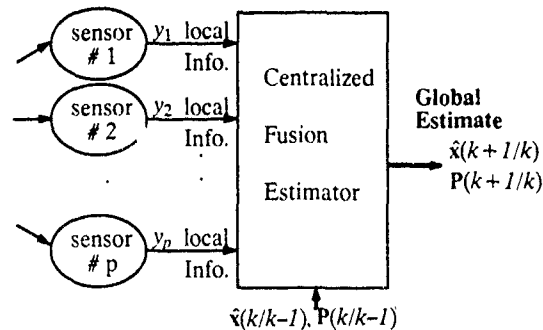 sensor
# 1
y₁ local
Info.
sensor
# 2
y₂ local
Info.
sensor
# p
yₚ local
Info.
Centralized
Fusion
Estimator
Global
Estimate
x̂(k+1/k)
P(k+1/k)
x̂(k/k-1), P(k/k-1)